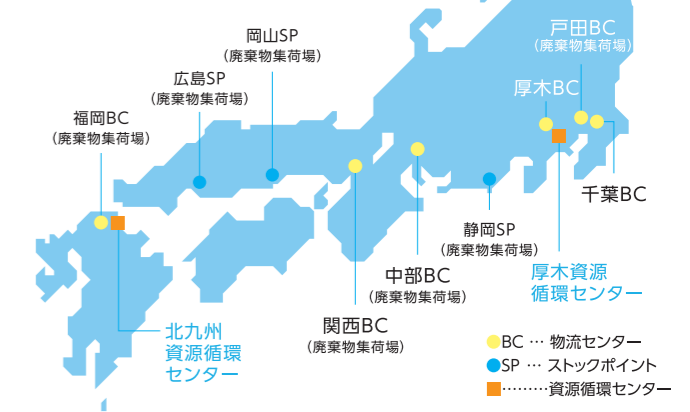 岡山SP
(廃棄物集荷場)
戸田BC
(廃棄物集荷場)
広島SP
(廃棄物集荷場)
厚木BC
福岡BC
(廃棄物集荷場)
千葉BC
静岡SP
(廃棄物集荷場)
中部BC
(廃棄物集荷場)
厚木資源
循環センター
関西BC
(廃棄物集荷場)
北九州
資源循環
センター
BC … 物流センター
SP … ストックポイント
………資源循環センター